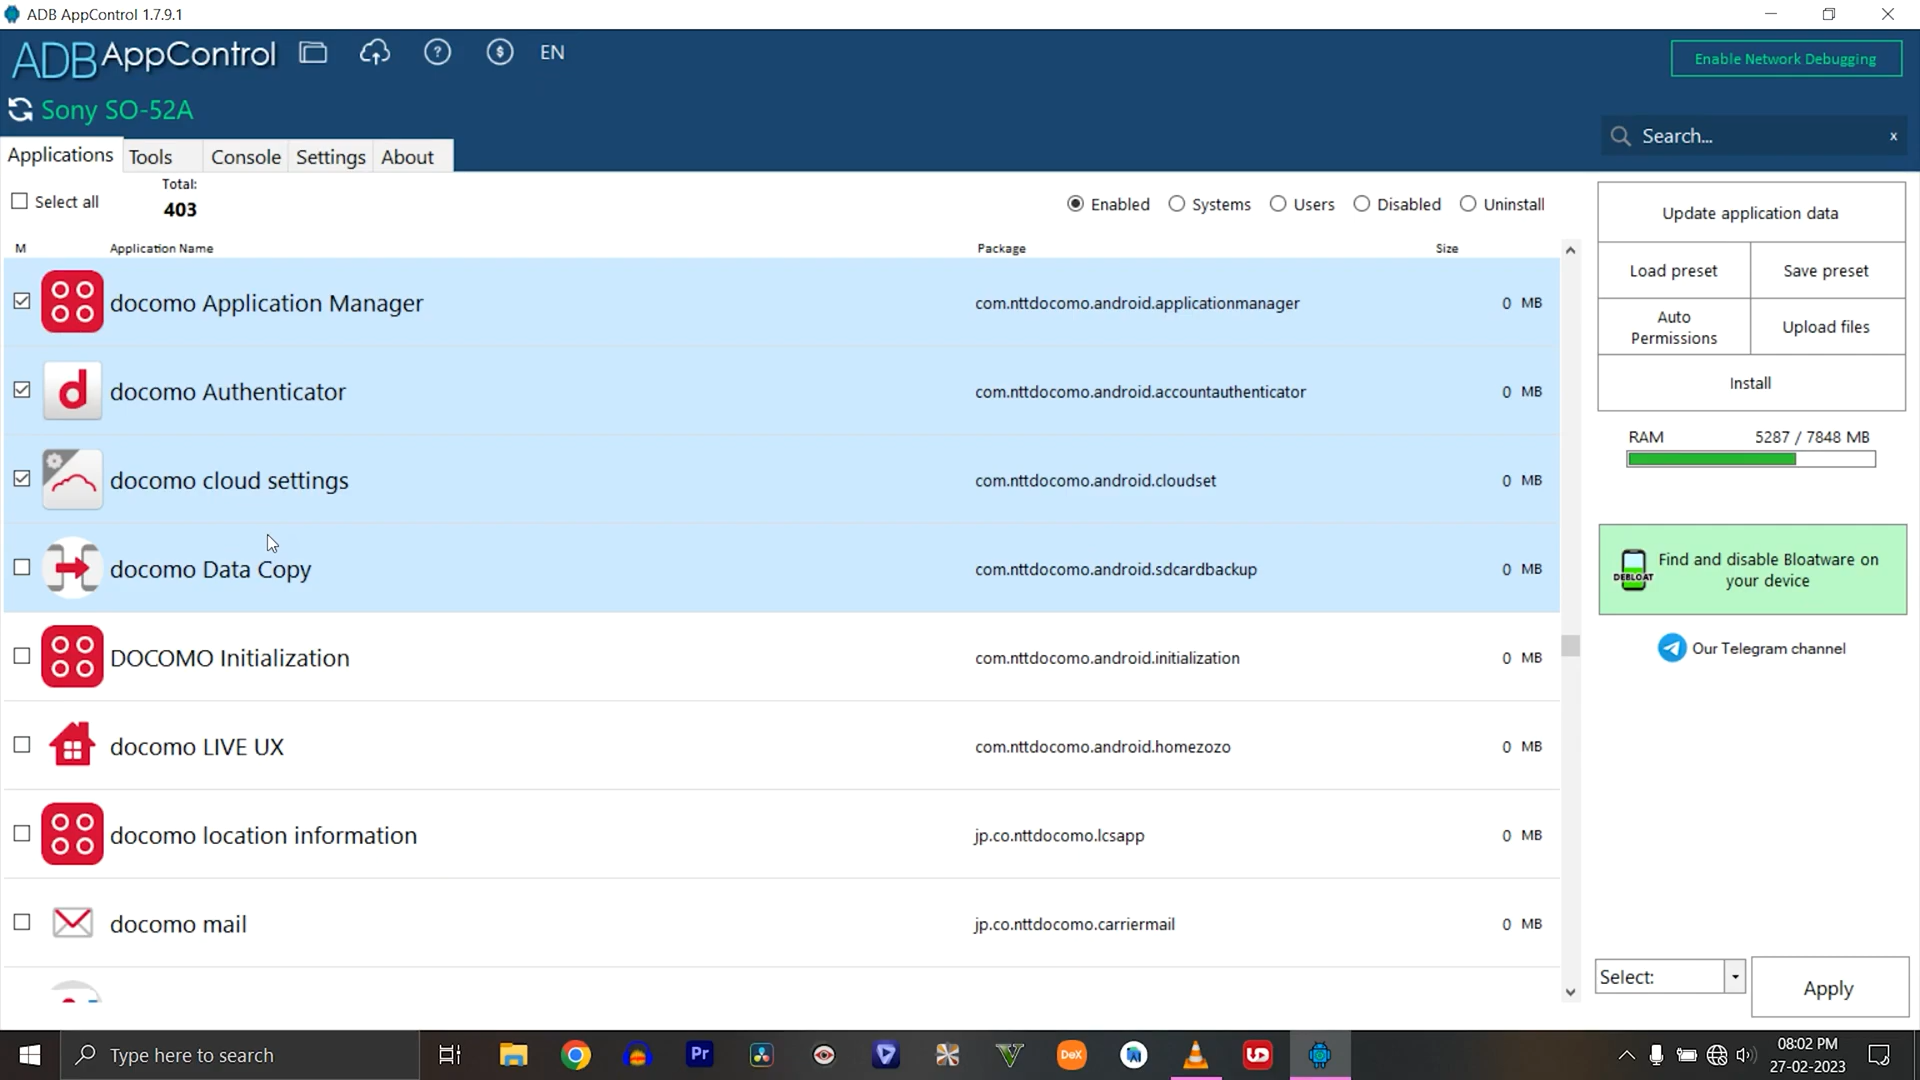 ADB AppControl 1.7.9.1
ADB AppControl
EN
Enable Network Debugging
Sony SO-52A
Search...
x
Applications
Tools
Console
Settings
About
Select all
Total:
403
Enabled
Systems
Users
Disabled
Uninstall
M
Application Name
Package
Size
docomo Application Manager
com.nttdocomo.android.applicationmanager
0 MB
docomo Authenticator
com.nttdocomo.android.accountauthenticator
0 MB
docomo cloud settings
com.nttdocomo.android.cloudset
0 MB
docomo Data Copy
com.nttdocomo.android.sdcardbackup
0 MB
DOCOMO Initialization
com.nttdocomo.android.initialization
0 MB
docomo LIVE UX
com.nttdocomo.android.homezozo
0 MB
docomo location information
jp.co.nttdocomo.lcsapp
0 MB
docomo mail
jp.co.nttdocomo.carriermail
0 MB
Update application data
Load preset
Save preset
Auto
Permissions
Upload files
Install
RAM
5287 / 7848 MB
DEBLOAT
Find and disable Bloatware on
your device
Our Telegram channel
Select:
Apply
Type here to search
Pr
DeX
08:02 PM
27-02-2023